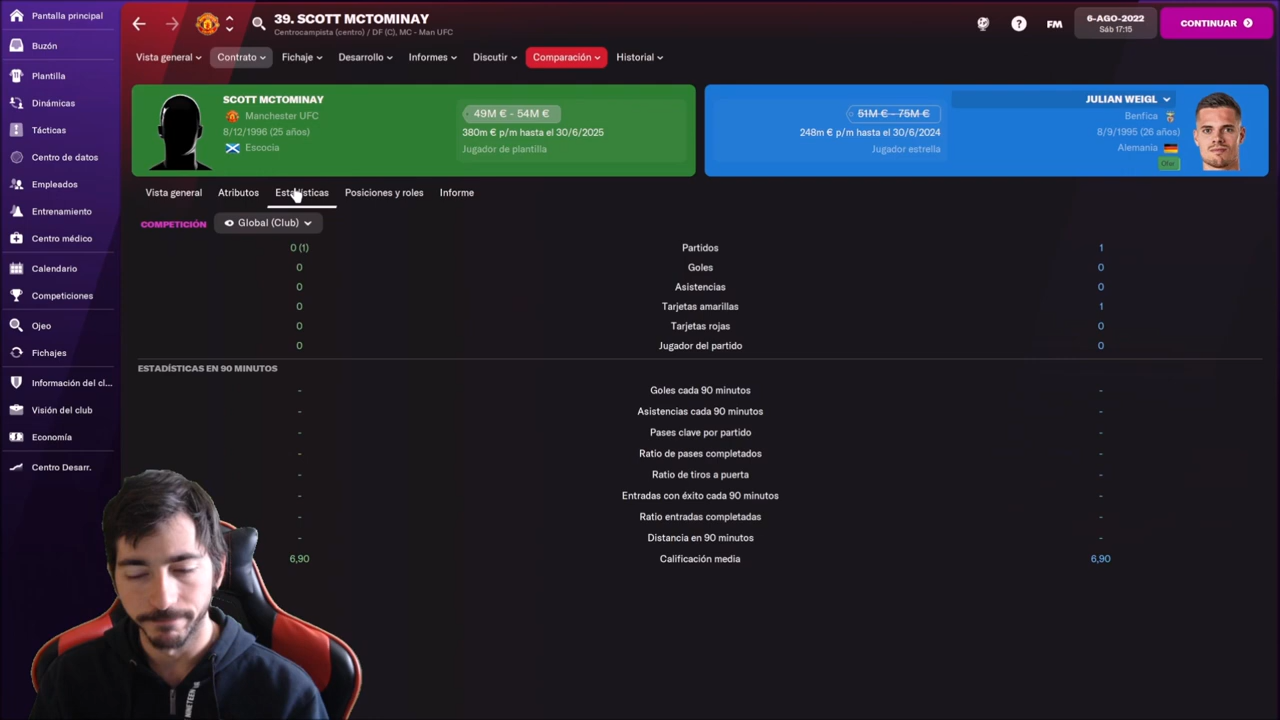 Pantalla principal
Buzón
Plantilla
Dinámicas
Tácticas
Centro de datos
Empleados
Entrenamiento
Centro médico
Calendario
Competiciones
Ojeo
Fichajes
Información del cl...
Visión del club
Economía
Centro Desarr.
39. SCOTT MCTOMINAY
Centrocampista (centro) / DF (C), MC - Man UFC
FM
6-AGO-2022
Sáb 17:15
CONTINUAR
Vista general Contrato Fichaje Desarrollo Informes Discutir Comparación Historial
SCOTT MCTOMINAY
Manchester UFC
8/12/1996 (25 años)
Escocia
49M € - 54M €
380m € p/m hasta el 30/6/2025
Jugador de plantilla
51M € - 75M €
248m € p/m hasta el 30/6/2024
Jugador estrella
JULIAN WEIGL
Benfica
8/9/1995 (26 años)
Alemania
Ofer
Vista general Atributos Estadísticas Posiciones y roles Informe
COMPETICIÓN Global (Club)
0 (1) Partidos 1
0 Goles 0
0 Asistencias 0
0 Tarjetas amarillas 1
0 Tarjetas rojas 0
0 Jugador del partido 0
ESTADÍSTICAS EN 90 MINUTOS
- Goles cada 90 minutos -
- Asistencias cada 90 minutos -
- Pases clave por partido -
- Ratio de pases completados -
- Ratio de tiros a puerta -
- Entradas con éxito cada 90 minutos -
- Ratio entradas completadas -
- Distancia en 90 minutos -
6,90 Calificación media 6,90